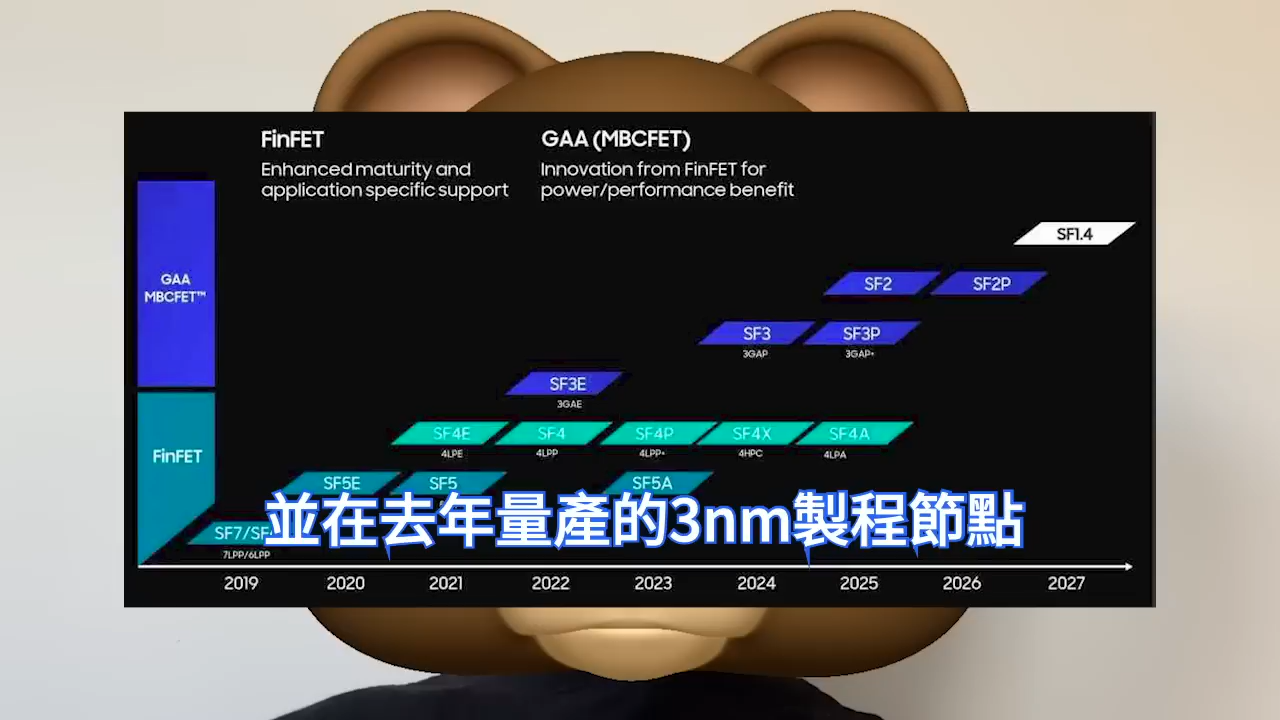 FinFET
Enhanced maturity and
application specific support
GAA (MBCFET)
Innovation from FinFET for
power/performance benefit
SF1.4
GAA
MBCFET™
SF2
SF2P
SF3
3GAP
SF3P
3GAP+
SF3E
3GAE
SF4E
4LPE
SF4
4LPP
SF4P
4LPP+
SF4X
4HPC
SF4A
4LPA
FinFET
SF5E
SF5
SF5A
並在去年量產的3nm製程節點
7LPP/6LPP
2019
2020
2021
2022
2023
2024
2025
2026
2027